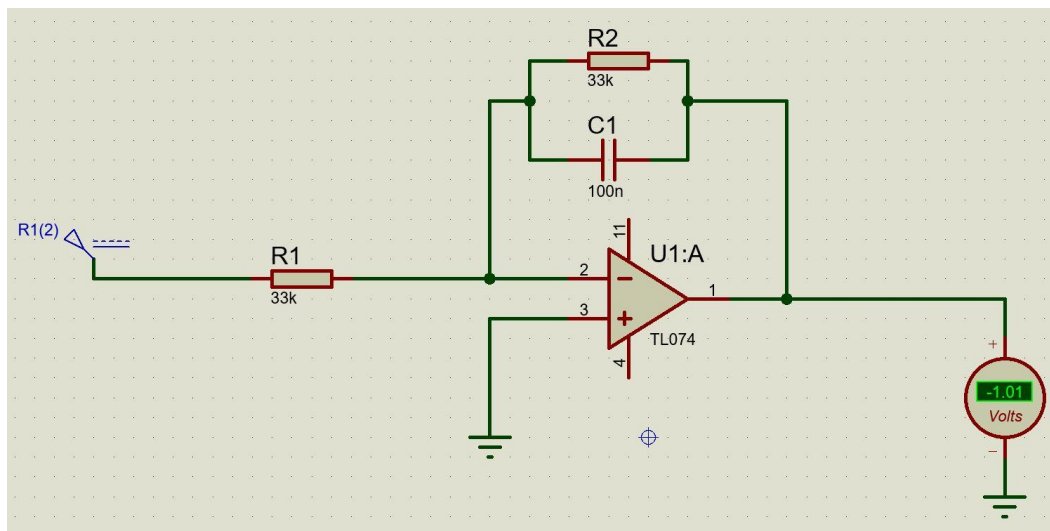 R2
33k
C1
100n
R1(2)
R1
33k
11
U1:A
2
3
1
4
TL074
+
-1.01
Volts
−